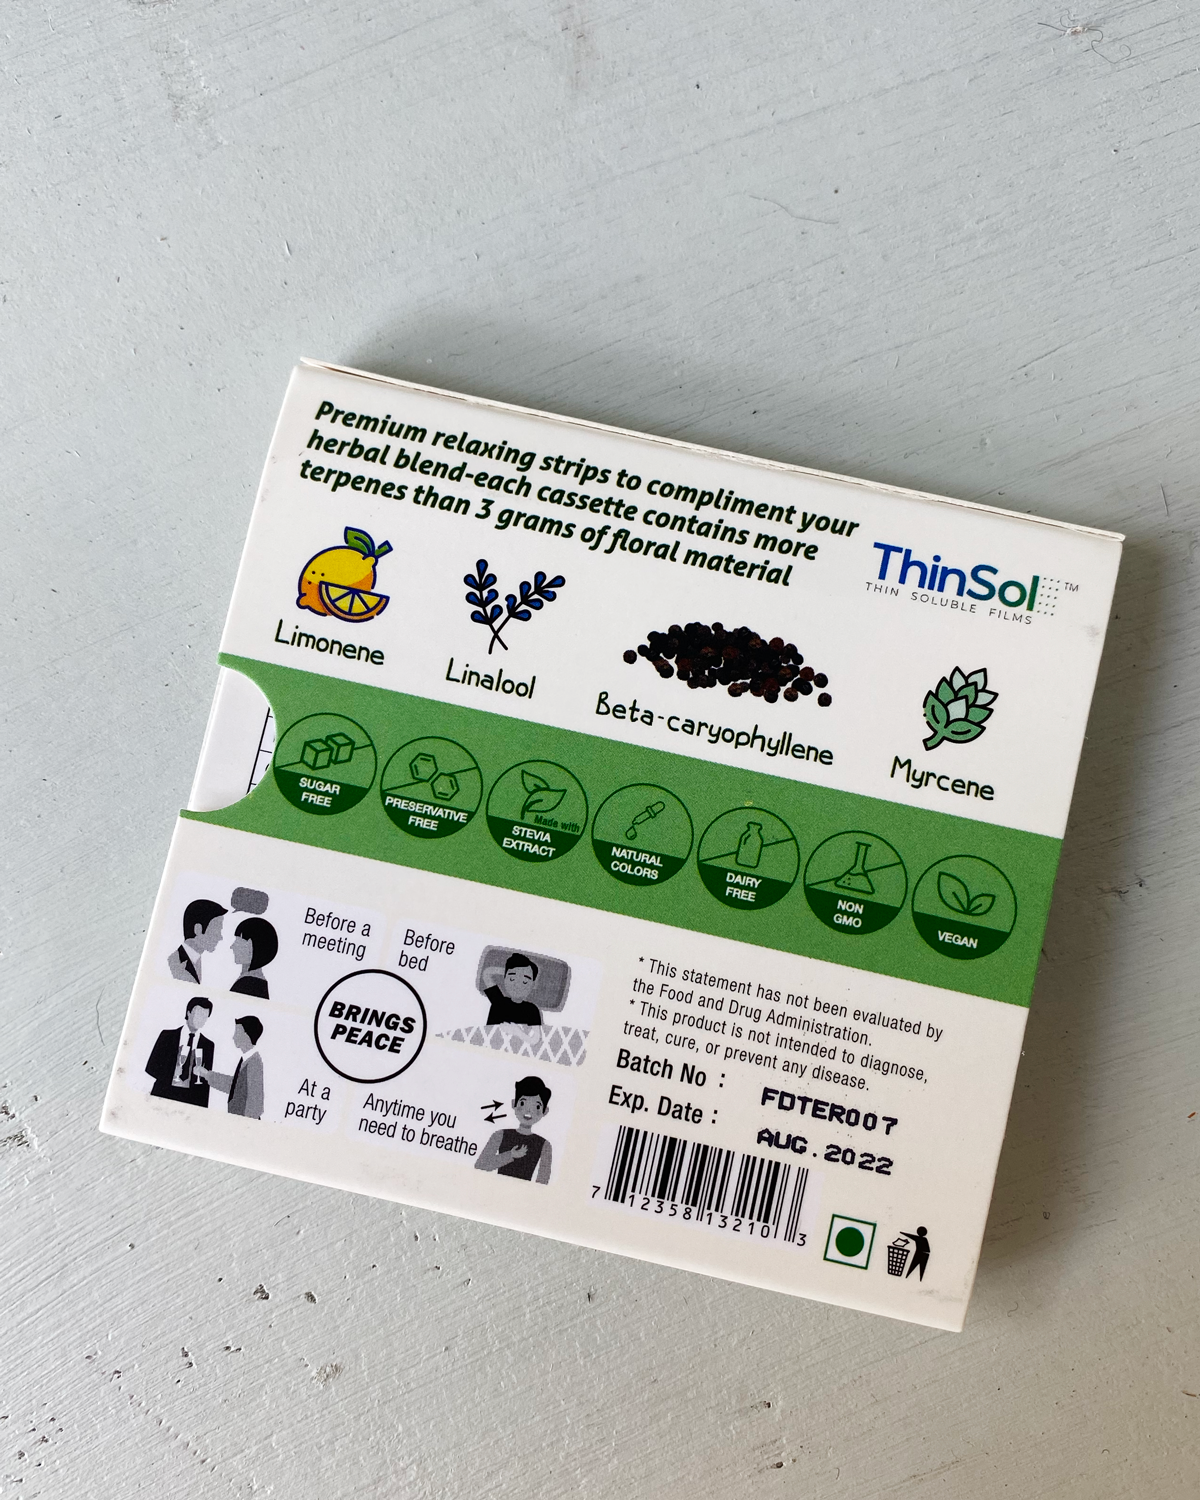 Premium relaxing strips to compliment your
herbal blend-each cassette contains more
terpenes than 3 grams of floral material
ThinSol™
THIN SOLUBLE FILMS
Limonene
Linalool
Beta-caryophyllene
Myrcene
SUGAR
FREE
PRESERVATIVE
FREE
Made with
STEVIA
EXTRACT
NATURAL
COLORS
DAIRY
FREE
NON
GMO
VEGAN
Before a
meeting
Before
bed
BRINGS
PEACE
At a
party
Anytime you
need to breathe
* This statement has not been evaluated by
the Food and Drug Administration.
* This product is not intended to diagnose,
treat, cure, or prevent any disease.
Batch No : FDTER007
Exp. Date : AUG.2022
7 12358 13210 3